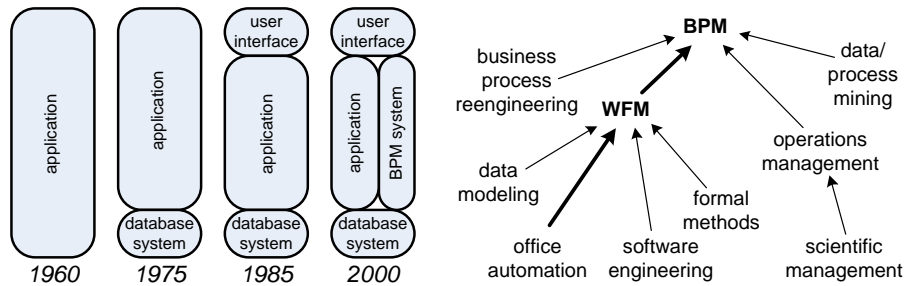 application
1960
application
database
system
1975
user
interface
application
database
system
1985
user
interface
application
BPM system
database
system
2000
BPM
business
process
reengineering
data/
process
mining
WFM
operations
management
data
modeling
formal
methods
office
automation
software
engineering
scientific
management